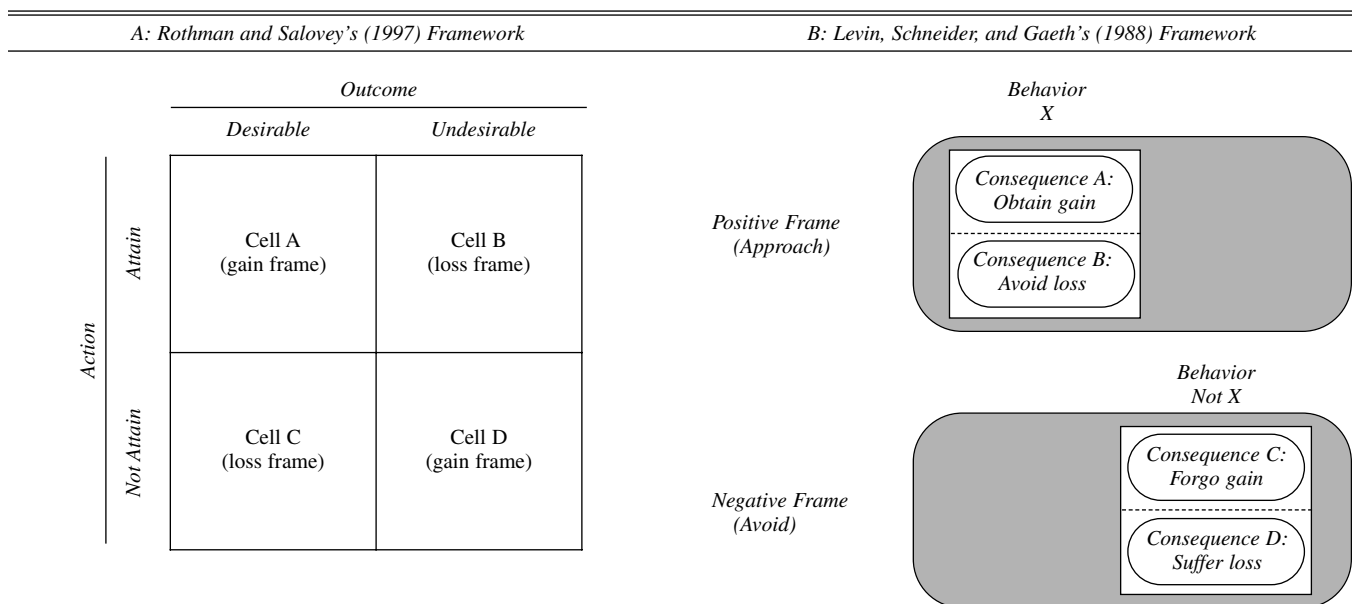 A: Rothman and Salovey's (1997) Framework
B: Levin, Schneider, and Gaeth's (1988) Framework
Outcome
Desirable
Undesirable
Action
Attain
Cell A
(gain frame)
Cell B
(loss frame)
Not Attain
Cell C
(loss frame)
Cell D
(gain frame)
Behavior
X
Positive Frame
(Approach)
Consequence A:
Obtain gain
Consequence B:
Avoid loss
Behavior
Not X
Negative Frame
(Avoid)
Consequence C:
Forgo gain
Consequence D:
Suffer loss